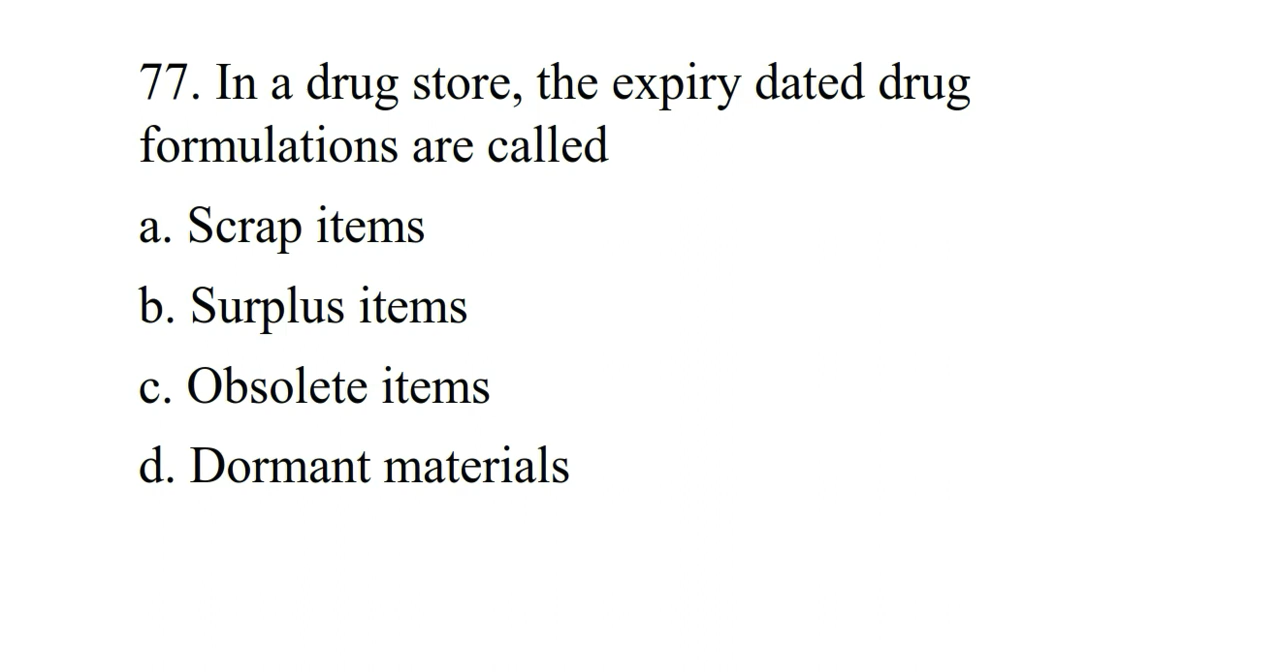 77. In a drug store, the expiry dated drug
formulations are called
a. Scrap items
b. Surplus items
c. Obsolete items
d. Dormant materials